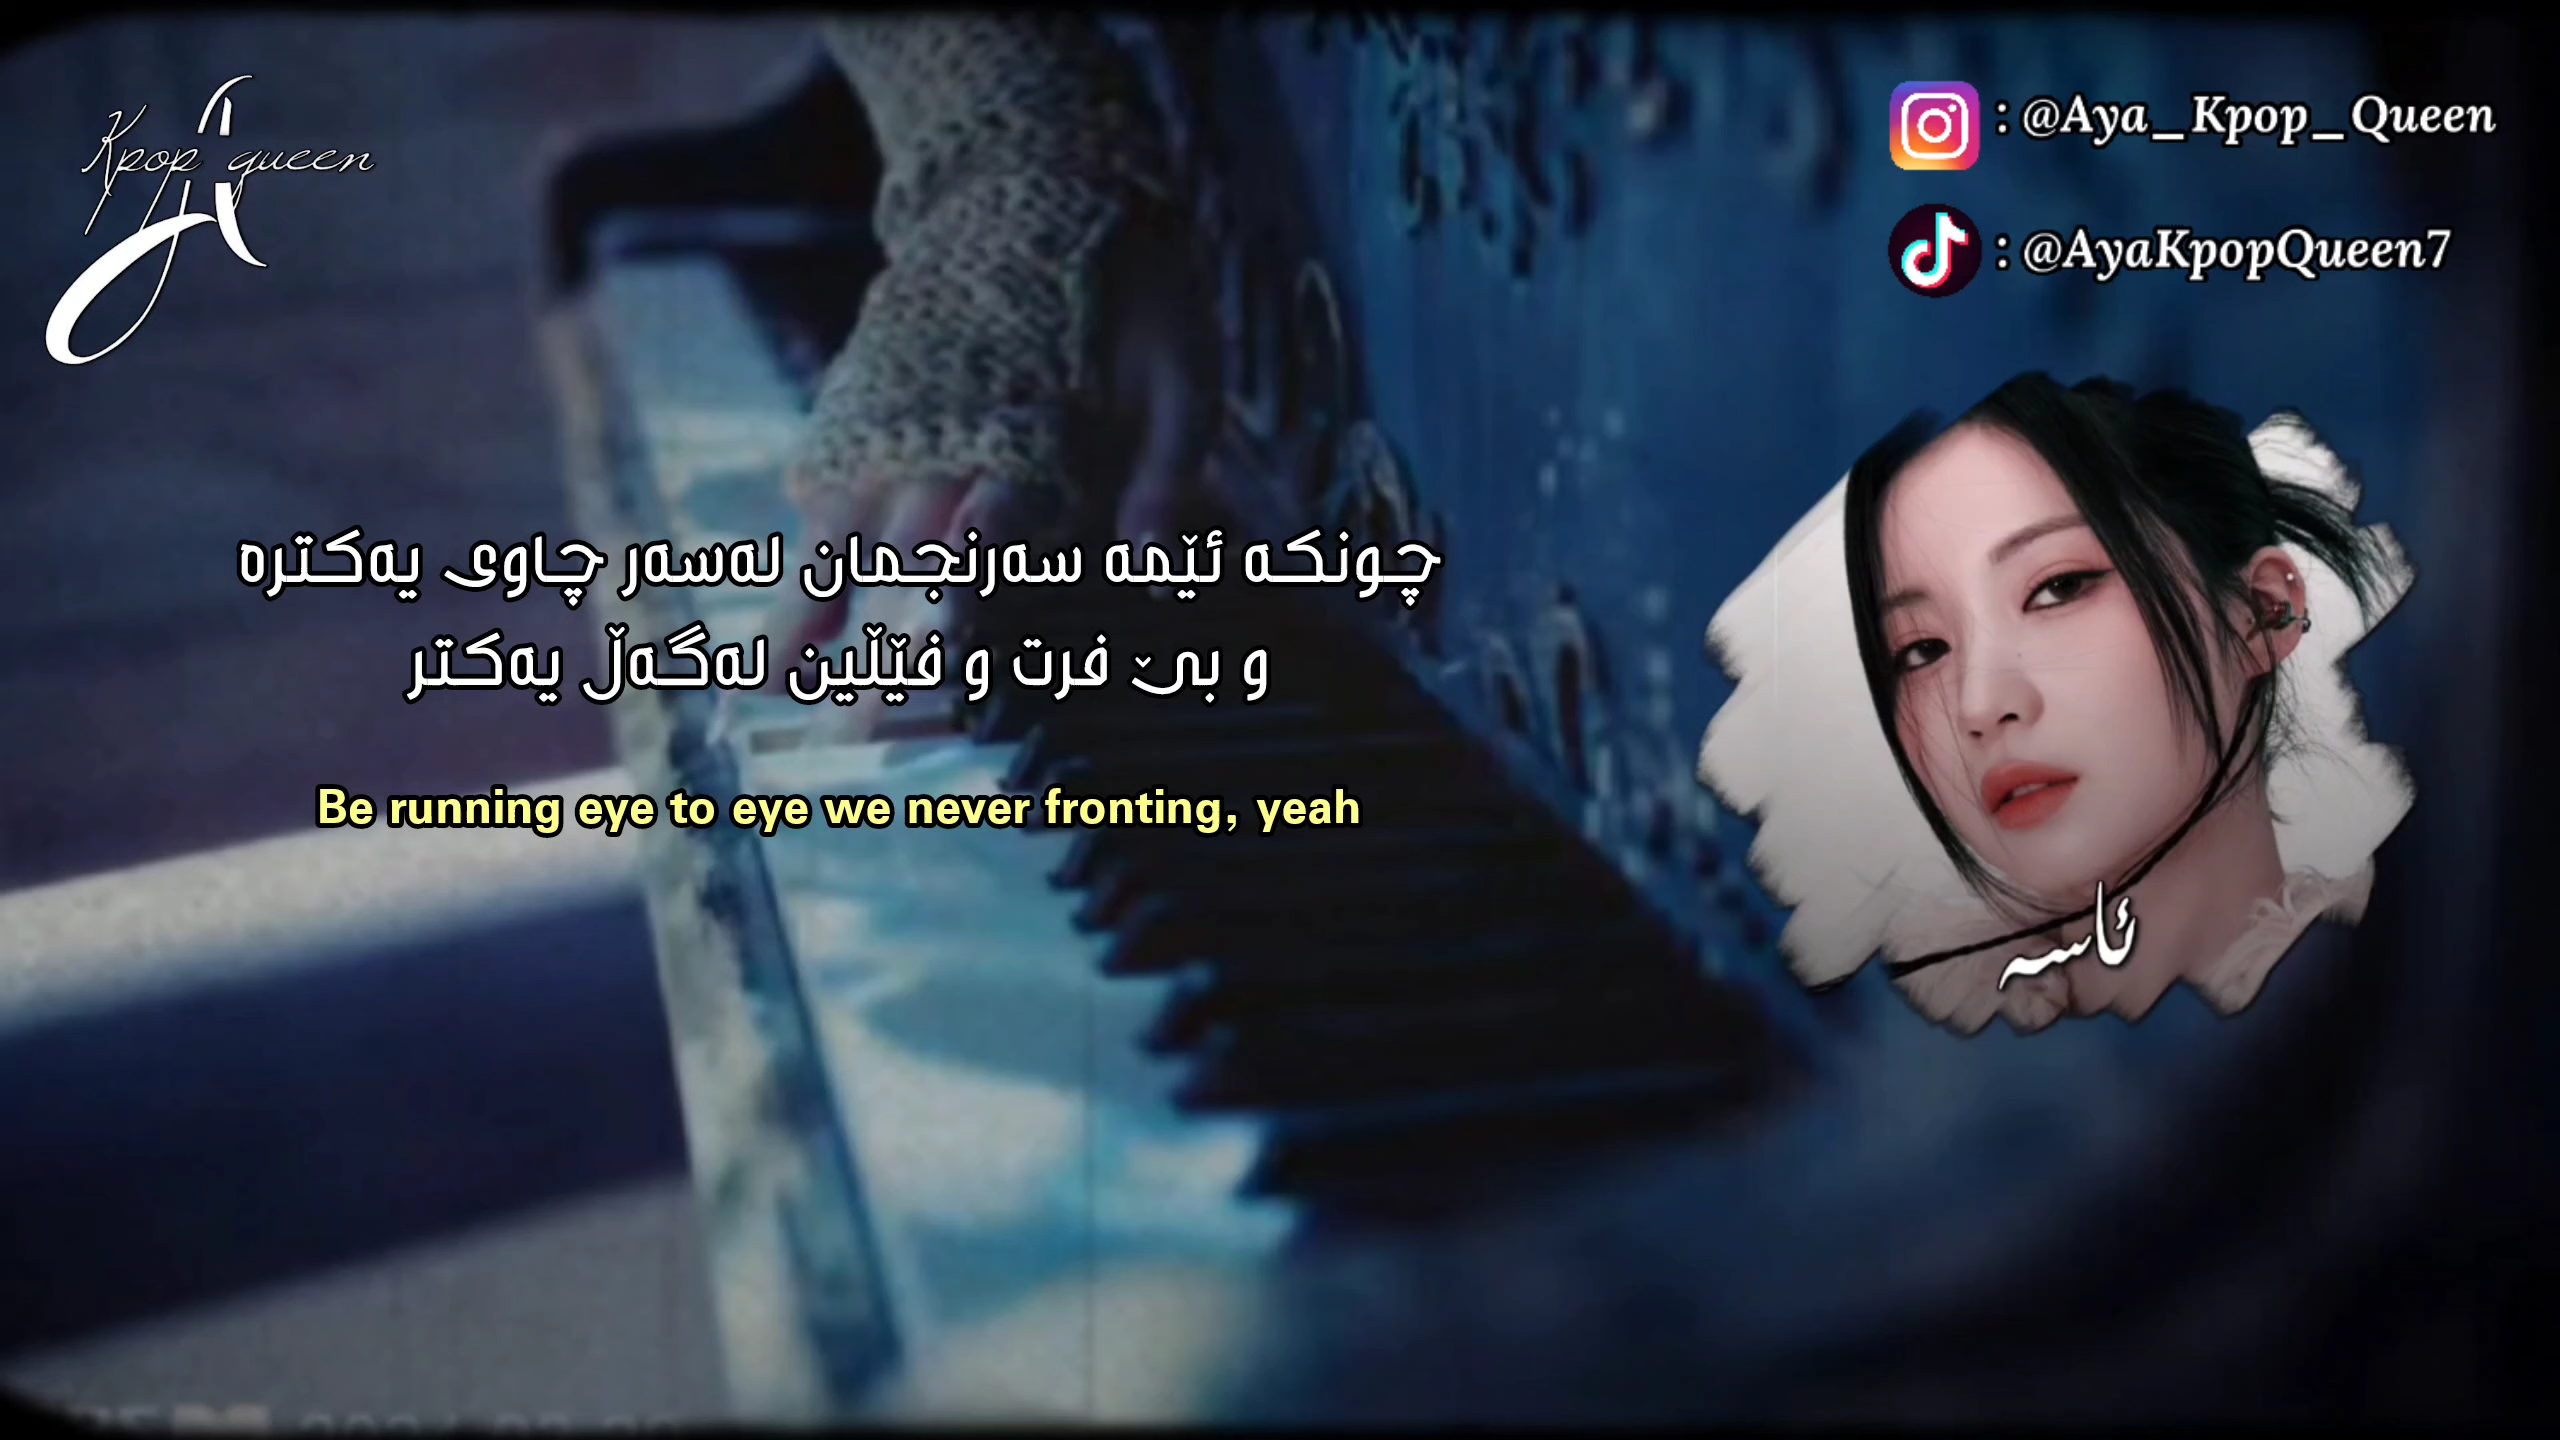 Kpop queen
: @Aya_Kpop_Queen
: @AyaKpopQueen7
چونکە ئێمە سەرنجمان لەسەر چاوی یەکترە
و بێ فرت و فێڵین لەگەڵ یەکتر
Be running eye to eye we never fronting, yeah
ئاسە